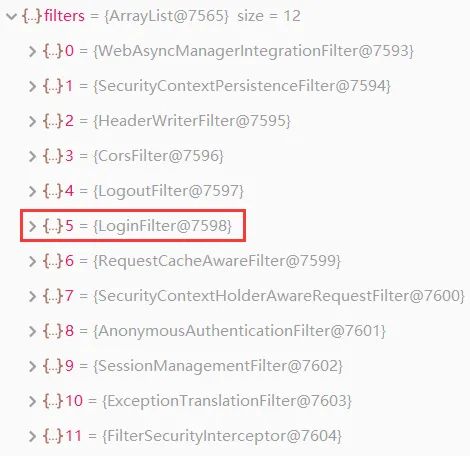 {...} filters = {ArrayList@7565} size = 12
{...} 0 = {WebAsyncManagerIntegrationFilter@7593}
{...} 1 = {SecurityContextPersistenceFilter@7594}
{...} 2 = {HeaderWriterFilter@7595}
{...} 3 = {CorsFilter@7596}
{...} 4 = {LogoutFilter@7597}
{...} 5 = {LoginFilter@7598}
{...} 6 = {RequestCacheAwareFilter@7599}
{...} 7 = {SecurityContextHolderAwareRequestFilter@7600}
{...} 8 = {AnonymousAuthenticationFilter@7601}
{...} 9 = {SessionManagementFilter@7602}
{...} 10 = {ExceptionTranslationFilter@7603}
{...} 11 = {FilterSecurityInterceptor@7604}